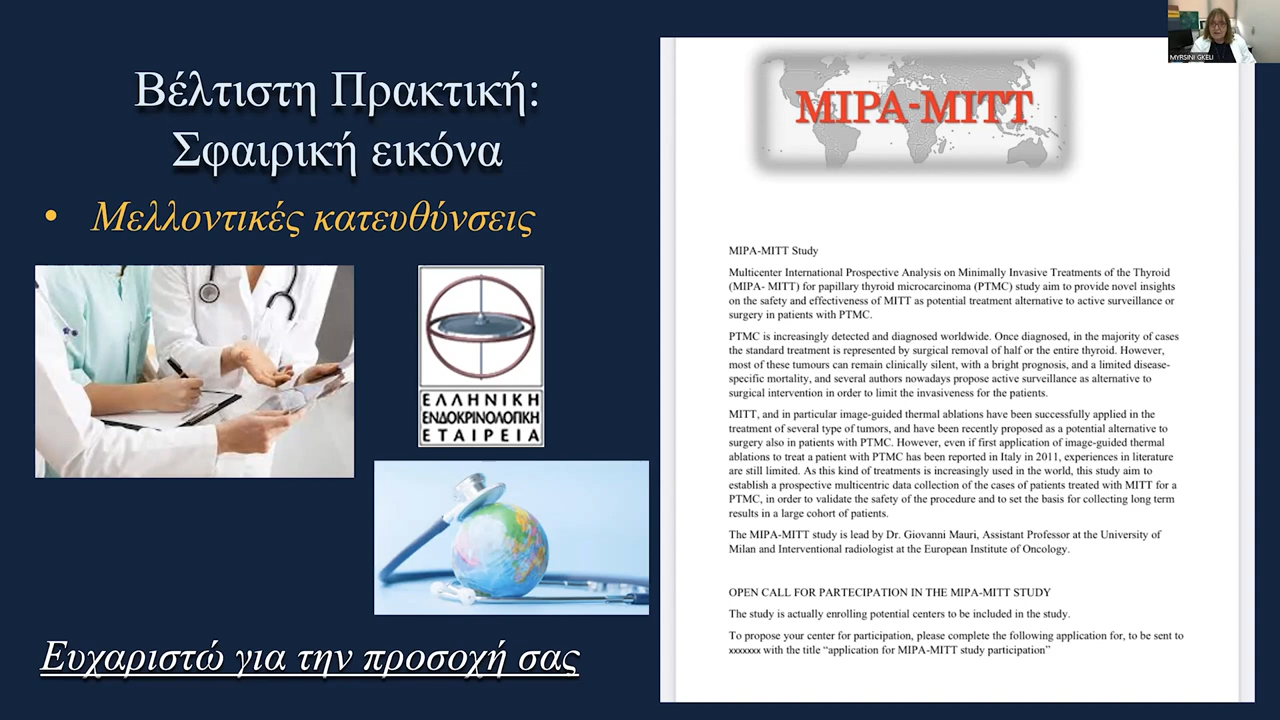 Βέλτιστη Πρακτική:
Σφαιρική εικόνα
• Μελλοντικές κατευθύνσεις
ΕΛΛΗΝΙΚΗ
ΕΝΔΟΚΡΙΝΟΛΟΓΙΚΗ
ΕΤΑΙΡΕΙΑ
Ευχαριστώ για την προσοχή σας
MYRSINI GKELI
MIPA-MITT
MIPA-MITT Study
Multicenter International Prospective Analysis on Minimally Invasive Treatments of the Thyroid
(MIPA- MITT) for papillary thyroid microcarcinoma (PTMC) study aim to provide novel insights
on the safety and effectiveness of MITT as potential treatment alternative to active surveillance or
surgery in patients with PTMC.
PTMC is increasingly detected and diagnosed worldwide. Once diagnosed, in the majority of cases
the standard treatment is represented by surgical removal of half or the entire thyroid. However,
most of these tumours can remain clinically silent, with a bright prognosis, and a limited disease-
specific mortality, and several authors nowadays propose active surveillance as alternative to
surgical intervention in order to limit the invasiveness for the patients.
MITT, and in particular image-guided thermal ablations have been successfully applied in the
treatment of several type of tumors, and have been recently proposed as a potential alternative to
surgery also in patients with PTMC. However, even if first application of image-guided thermal
ablations to treat a patient with PTMC has been reported in Italy in 2011, experiences in literature
are still limited. As this kind of treatments is increasingly used in the world, this study aim to
establish a prospective multicentric data collection of the cases of patients treated with MITT for a
PTMC, in order to validate the safety of the procedure and to set the basis for collecting long term
results in a large cohort of patients.
The MIPA-MITT study is lead by Dr. Giovanni Mauri, Assistant Professor at the University of
Milan and Interventional radiologist at the European Institute of Oncology.
OPEN CALL FOR PARTECIPATION IN THE MIPA-MITT STUDY
The study is actually enrolling potential centers to be included in the study.
To propose your center for participation, please complete the following application for, to be sent to
xxxxxxx with the title “application for MIPA-MITT study participation”